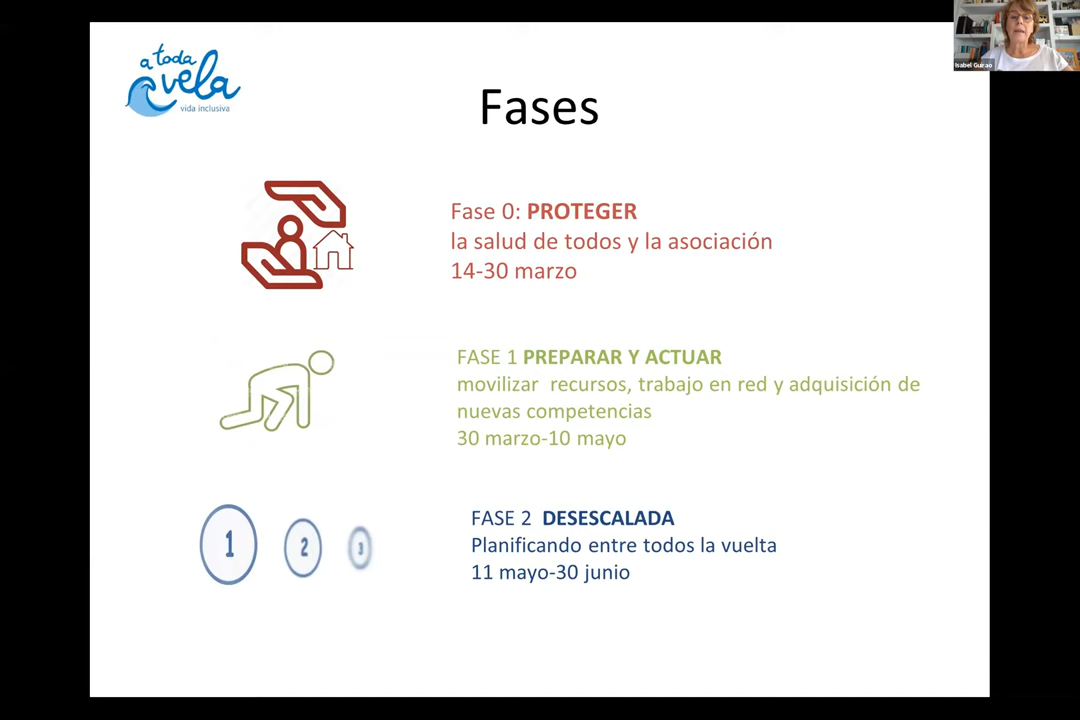 a toda
vela
vida inclusiva
Isabel Guirao
Fases
Fase 0: PROTEGER
la salud de todos y la asociación
14-30 marzo
FASE 1 PREPARAR Y ACTUAR
movilizar recursos, trabajo en red y adquisición de
nuevas competencias
30 marzo-10 mayo
1 2 3
FASE 2 DESESCALADA
Planificando entre todos la vuelta
11 mayo-30 junio